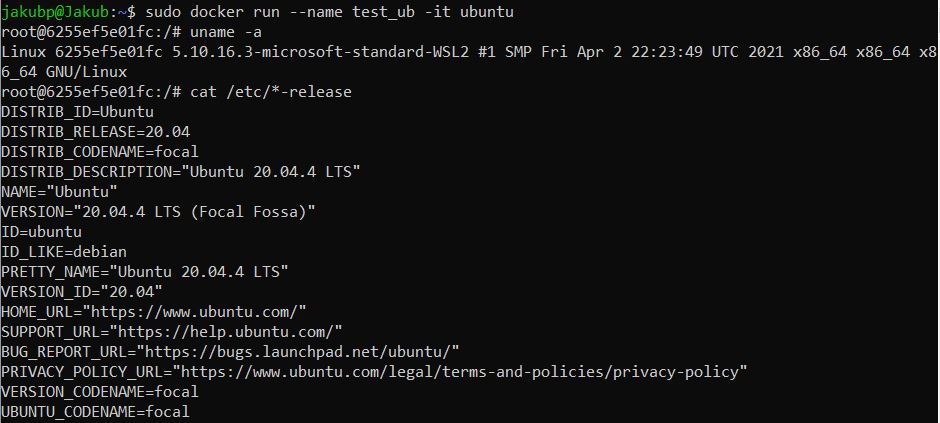 jakubp@Jakub:~$ sudo docker run --name test_ub -it ubuntu
root@6255ef5e01fc:/# uname -a
Linux 6255ef5e01fc 5.10.16.3-microsoft-standard-WSL2 #1 SMP Fri Apr 2 22:23:49 UTC 2021 x86_64 x86_64 x8
6_64 GNU/Linux
root@6255ef5e01fc:/# cat /etc/*-release
DISTRIB_ID=Ubuntu
DISTRIB_RELEASE=20.04
DISTRIB_CODENAME=focal
DISTRIB_DESCRIPTION="Ubuntu 20.04.4 LTS"
NAME="Ubuntu"
VERSION="20.04.4 LTS (Focal Fossa)"
ID=ubuntu
ID_LIKE=debian
PRETTY_NAME="Ubuntu 20.04.4 LTS"
VERSION_ID="20.04"
HOME_URL="https://www.ubuntu.com/"
SUPPORT_URL="https://help.ubuntu.com/"
BUG_REPORT_URL="https://bugs.launchpad.net/ubuntu/"
PRIVACY_POLICY_URL="https://www.ubuntu.com/legal/terms-and-policies/privacy-policy"
VERSION_CODENAME=focal
UBUNTU_CODENAME=focal